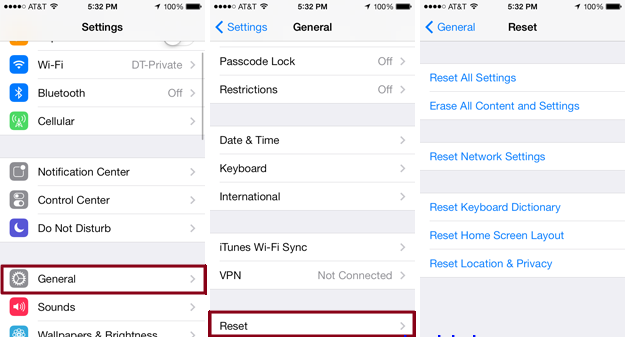 AT&T 5:32 PM 100%
Settings
Wi-Fi DT-Private
Bluetooth Off
Cellular
Notification Center
Control Center
Do Not Disturb
General
Sounds
Wallpapers & Brightness
AT&T 5:32 PM 100%
Settings General
Passcode Lock Off
Restrictions Off
Date & Time
Keyboard
International
iTunes Wi-Fi Sync
VPN Not Connected
Reset
AT&T 5:32 PM 100%
General Reset
Reset All Settings
Erase All Content and Settings
Reset Network Settings
Reset Keyboard Dictionary
Reset Home Screen Layout
Reset Location & Privacy